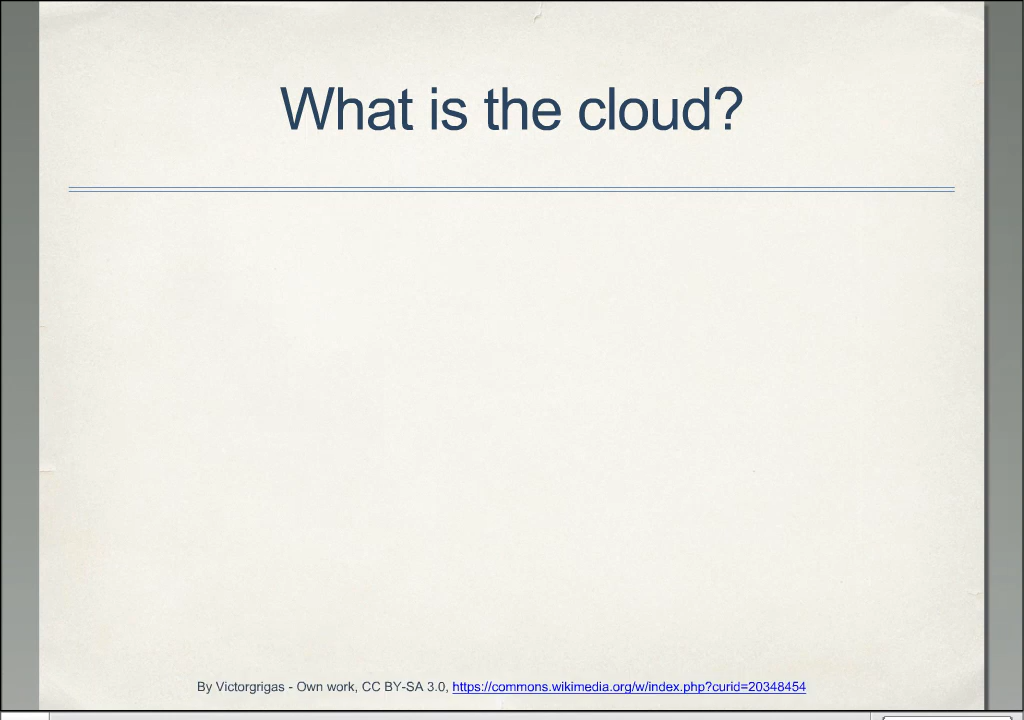 What is the cloud?
By Victorgrigas - Own work, CC BY-SA 3.0, https://commons.wikimedia.org/w/index.php?curid=20348454